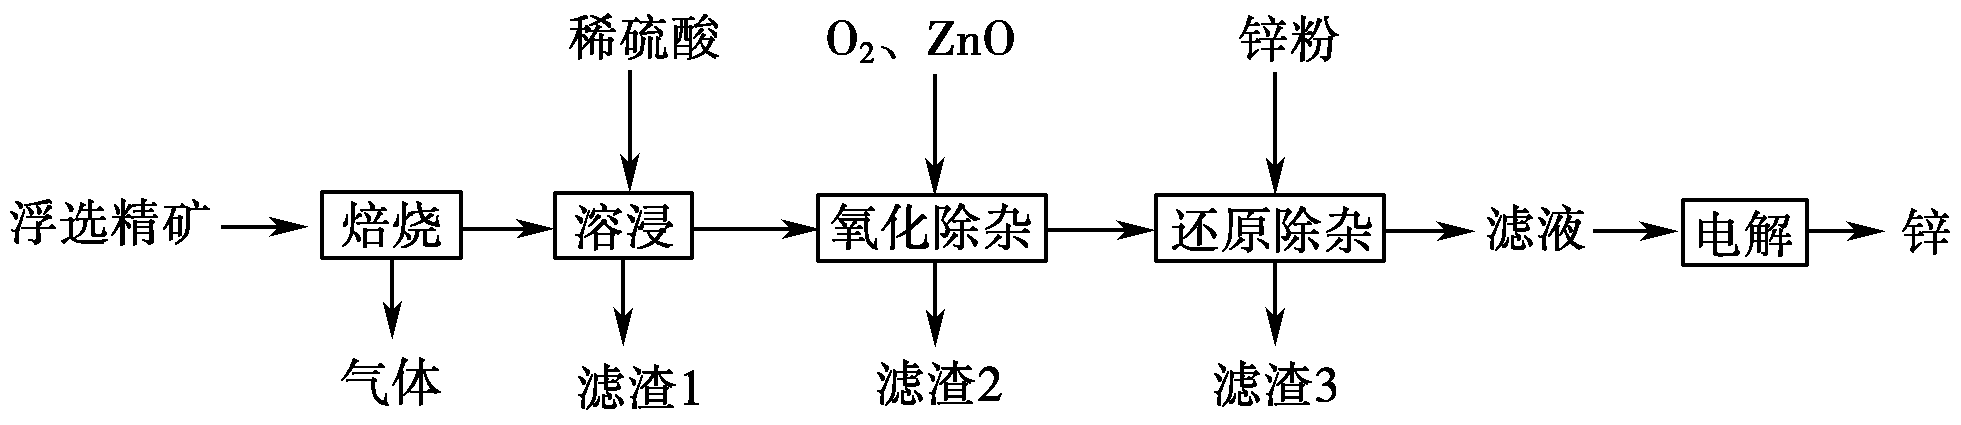 稀硫酸 O₂、ZnO 锌粉
浮选精矿 焙烧 溶浸 氧化除杂 还原除杂 滤液 电解 锌
气体 滤渣1 滤渣2 滤渣3